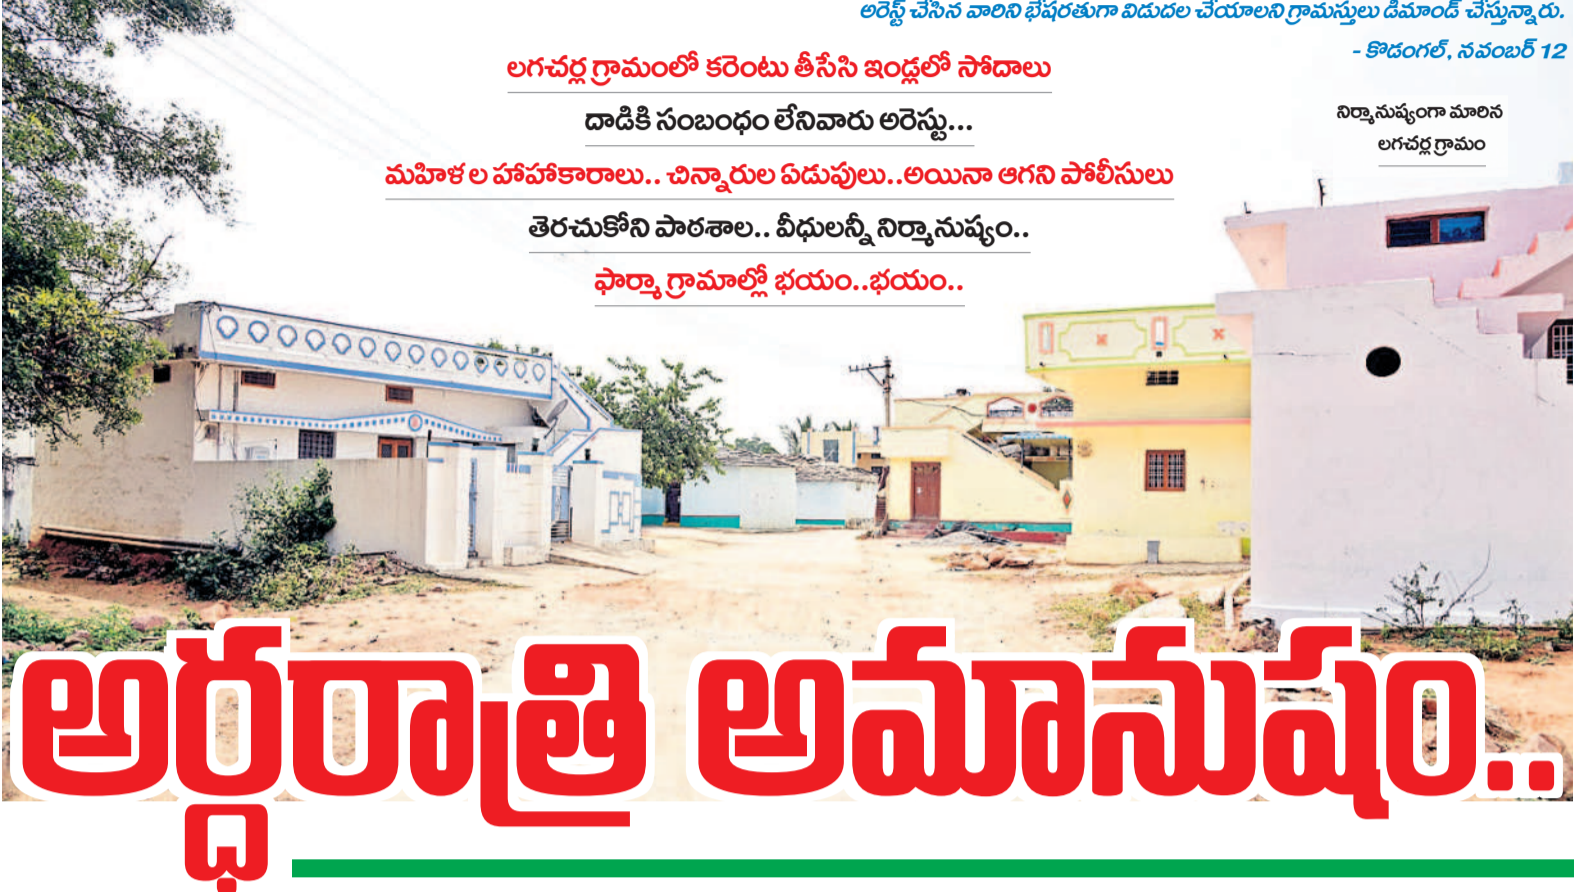 అరెస్ట్ చేసిన వారిని భేషరతుగా విడుదల చేయాలని గ్రామస్తులు డిమాండ్ చేస్తున్నారు.
- కొడంగల్, నవంబర్ 12
లగచర్ల గ్రామంలో కరెంటు తీసేసి ఇండ్లలో సోదాలు
దాడికి సంబంధం లేనివారు అరెస్టు...
మహిళ ల హాహాకారాలు.. చిన్నారుల ఏడుపులు..అయినా ఆగని పోలీసులు
తెరచుకోని పాఠశాల.. వీధులన్నీ నిర్మానుష్యం..
ఫార్మా గ్రామాల్లో భయం..భయం..
నిర్మానుష్యంగా మారిన
లగచర్ల గ్రామం
అర్ధరాత్రి అమానుషం..